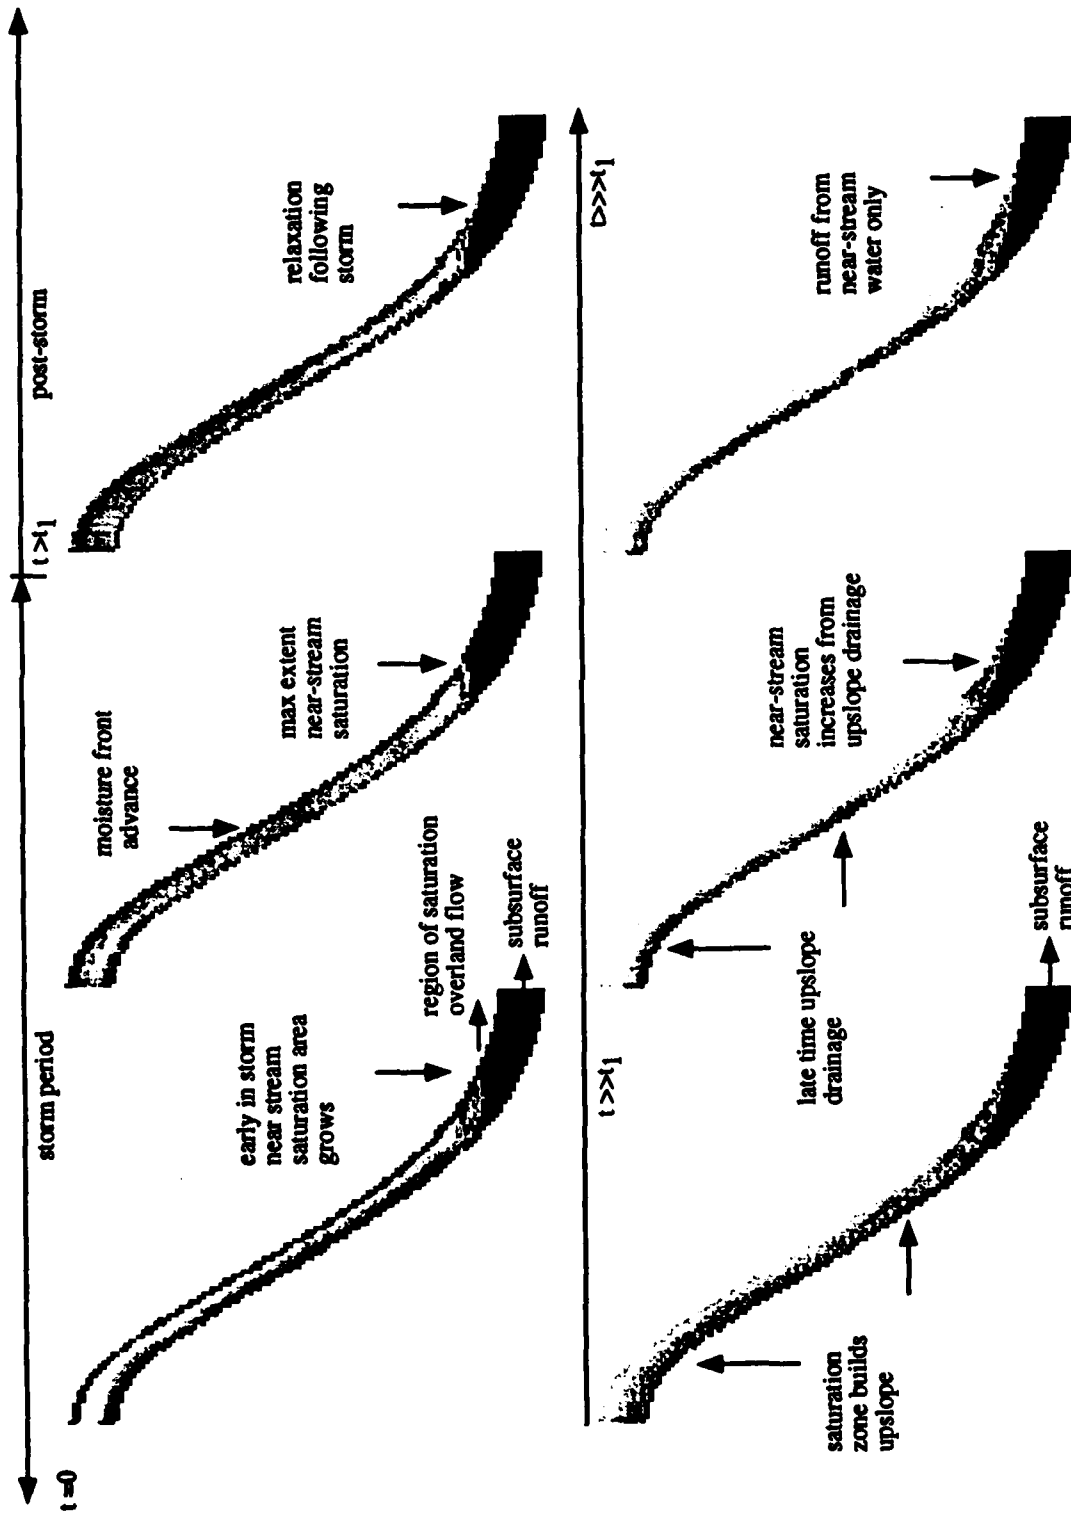 t =0
storm period
t >t1
post-storm
early in storm
near stream
saturation area
grows
region of saturation
overland flow
subsurface
runoff
moisture front
advance
max extent
near-stream
saturation
relaxation
following
storm
t >>t1
t>>>t1
saturation
zone builds
upslope
subsurface
runoff
late time upslope
drainage
near-stream
saturation
increases from
upslope drainage
runoff from
near-stream
water only